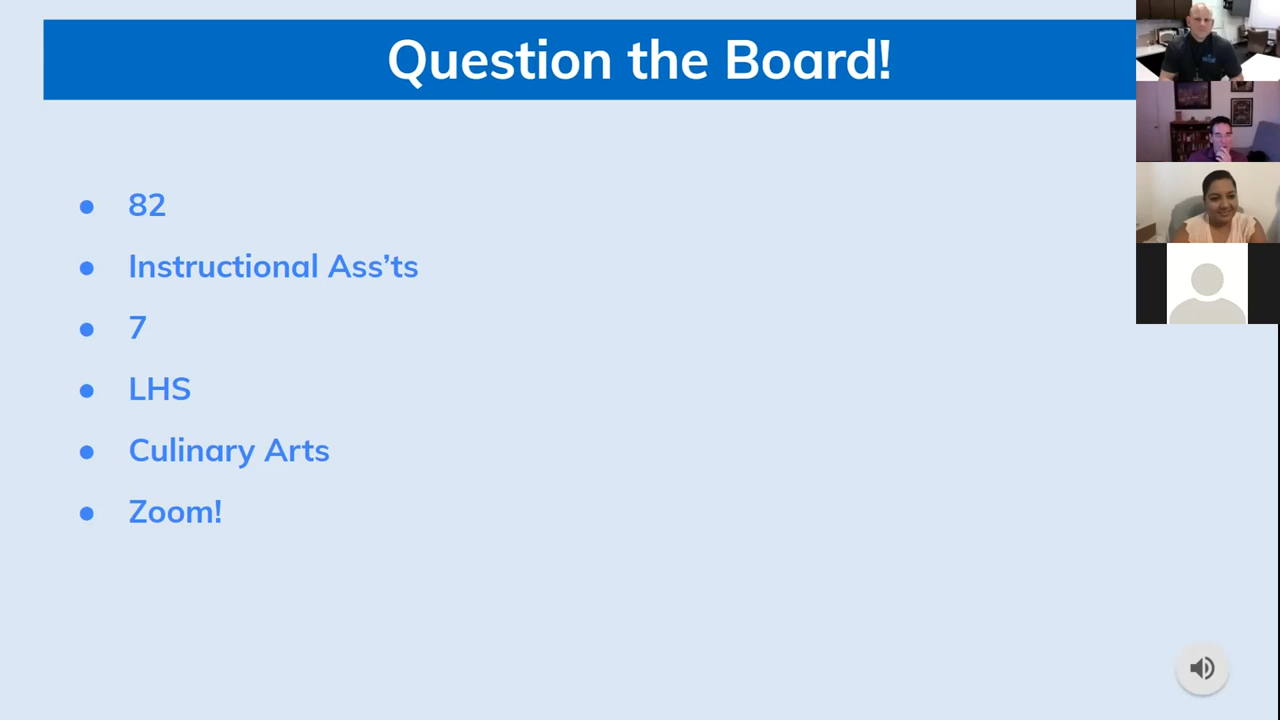 Question the Board!
82
Instructional Ass’ts
7
LHS
Culinary Arts
Zoom!